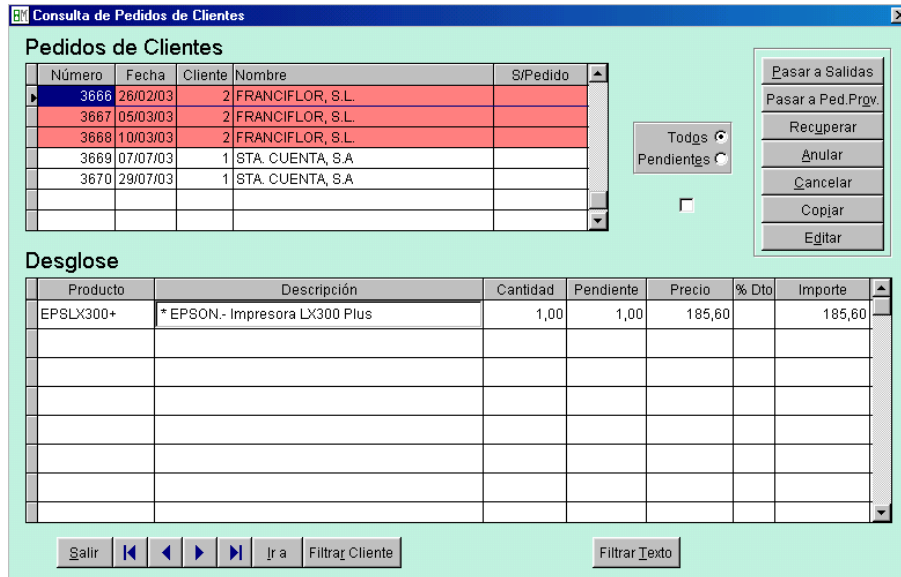 Consulta de Pedidos de Clientes
Pedidos de Clientes
Número Fecha Cliente Nombre S/Pedido
3666 26/02/03 2 FRANCIFLOR, S.L.
3667 05/03/03 2 FRANCIFLOR, S.L.
3668 10/03/03 2 FRANCIFLOR, S.L.
3669 07/07/03 1 STA. CUENTA, S.A
3670 29/07/03 1 STA. CUENTA, S.A
Todos
Pendientes
Pasar a Salidas
Pasar a Ped.Prov.
Recuperar
Anular
Cancelar
Copiar
Editar
Desglose
Producto Descripción Cantidad Pendiente Precio % Dto Importe
EPSLX300+ * EPSON.- Impresora LX300 Plus 1,00 1,00 185,60 185,60
Salir Ir a Filtrar Cliente Filtrar Texto